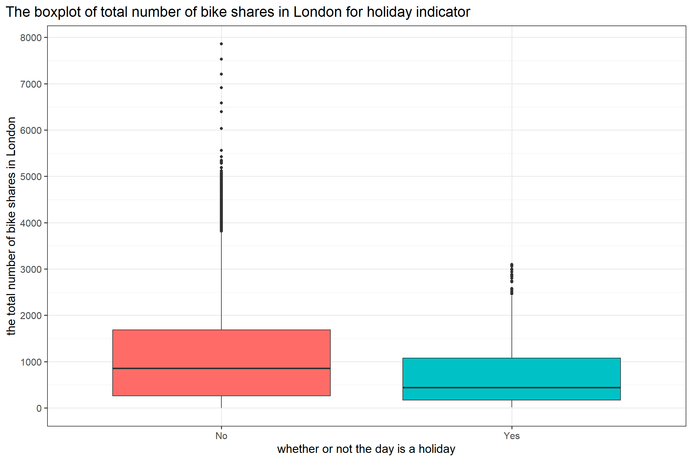 The boxplot of total number of bike shares in London for holiday indicator
8000
7000
6000
5000
4000
3000
2000
1000
0
the total number of bike shares in London
No Yes
whether or not the day is a holiday